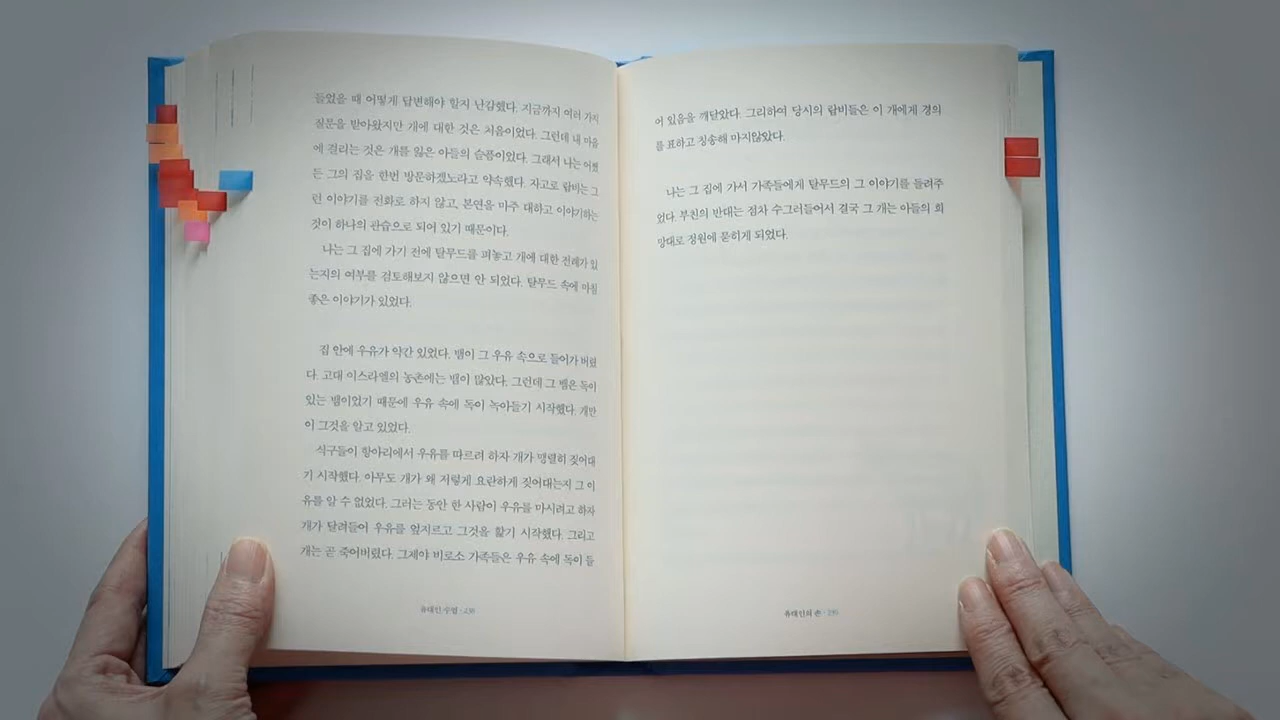 들었을 때 어떻게 답변해야 할지 난감했다. 지금까지 여러 가지
질문을 받아왔지만 개에 대한 것은 처음이었다. 그런데 내 마음
에 걸리는 것은 개를 잃은 아들의 슬픔이었다. 그래서 나는 어쨌
든 그의 집을 한번 방문하겠노라고 약속했다. 자고로 랍비는 그
런 이야기를 전화로 하지 않고, 본연을 마주 대하고 이야기하는
것이 하나의 관습으로 되어 있기 때문이다.
나는 그 집에 가기 전에 탈무드를 펴놓고 개에 대한 전례가 있
는지의 여부를 검토해보지 않으면 안 되었다. 탈무드 속에 마침
좋은 이야기가 있었다.
집 안에 우유가 약간 있었다. 뱀이 그 우유 속으로 들어가 버렸
다. 고대 이스라엘의 농촌에는 뱀이 많았다. 그런데 그 뱀은 독이
있는 뱀이었기 때문에 우유 속에 독이 녹아들기 시작했다. 개만
이 그것을 알고 있었다.
식구들이 항아리에서 우유를 따르려 하자 개가 맹렬히 짖어대
기 시작했다. 아무도 개가 왜 저렇게 요란하게 짖어대는지 그 이
유를 알 수 없었다. 그러는 동안 한 사람이 우유를 마시려고 하자
개가 달려들어 우유를 엎지르고 그것을 핥기 시작했다. 그리고
개는 곧 죽어버렸다. 그제야 비로소 가족들은 우유 속에 독이 들
유대인 수법 ·
어 있음을 깨달았다. 그리하여 당시의 랍비들은 이 개에게 경의
를 표하고 칭송해 마지않았다.
나는 그 집에 가서 가족들에게 탈무드의 그 이야기를 들려주
었다. 부친의 반대는 점차 수그러들어서 결국 그 개는 아들의 희
망대로 정원에 묻히게 되었다.
유대인의 손 ·